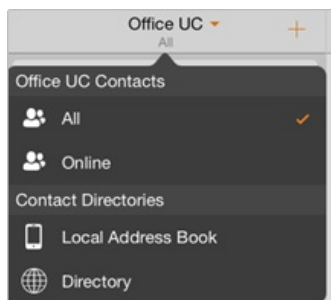 Office UC
All
Office UC Contacts
All
Online
Contact Directories
Local Address Book
Directory